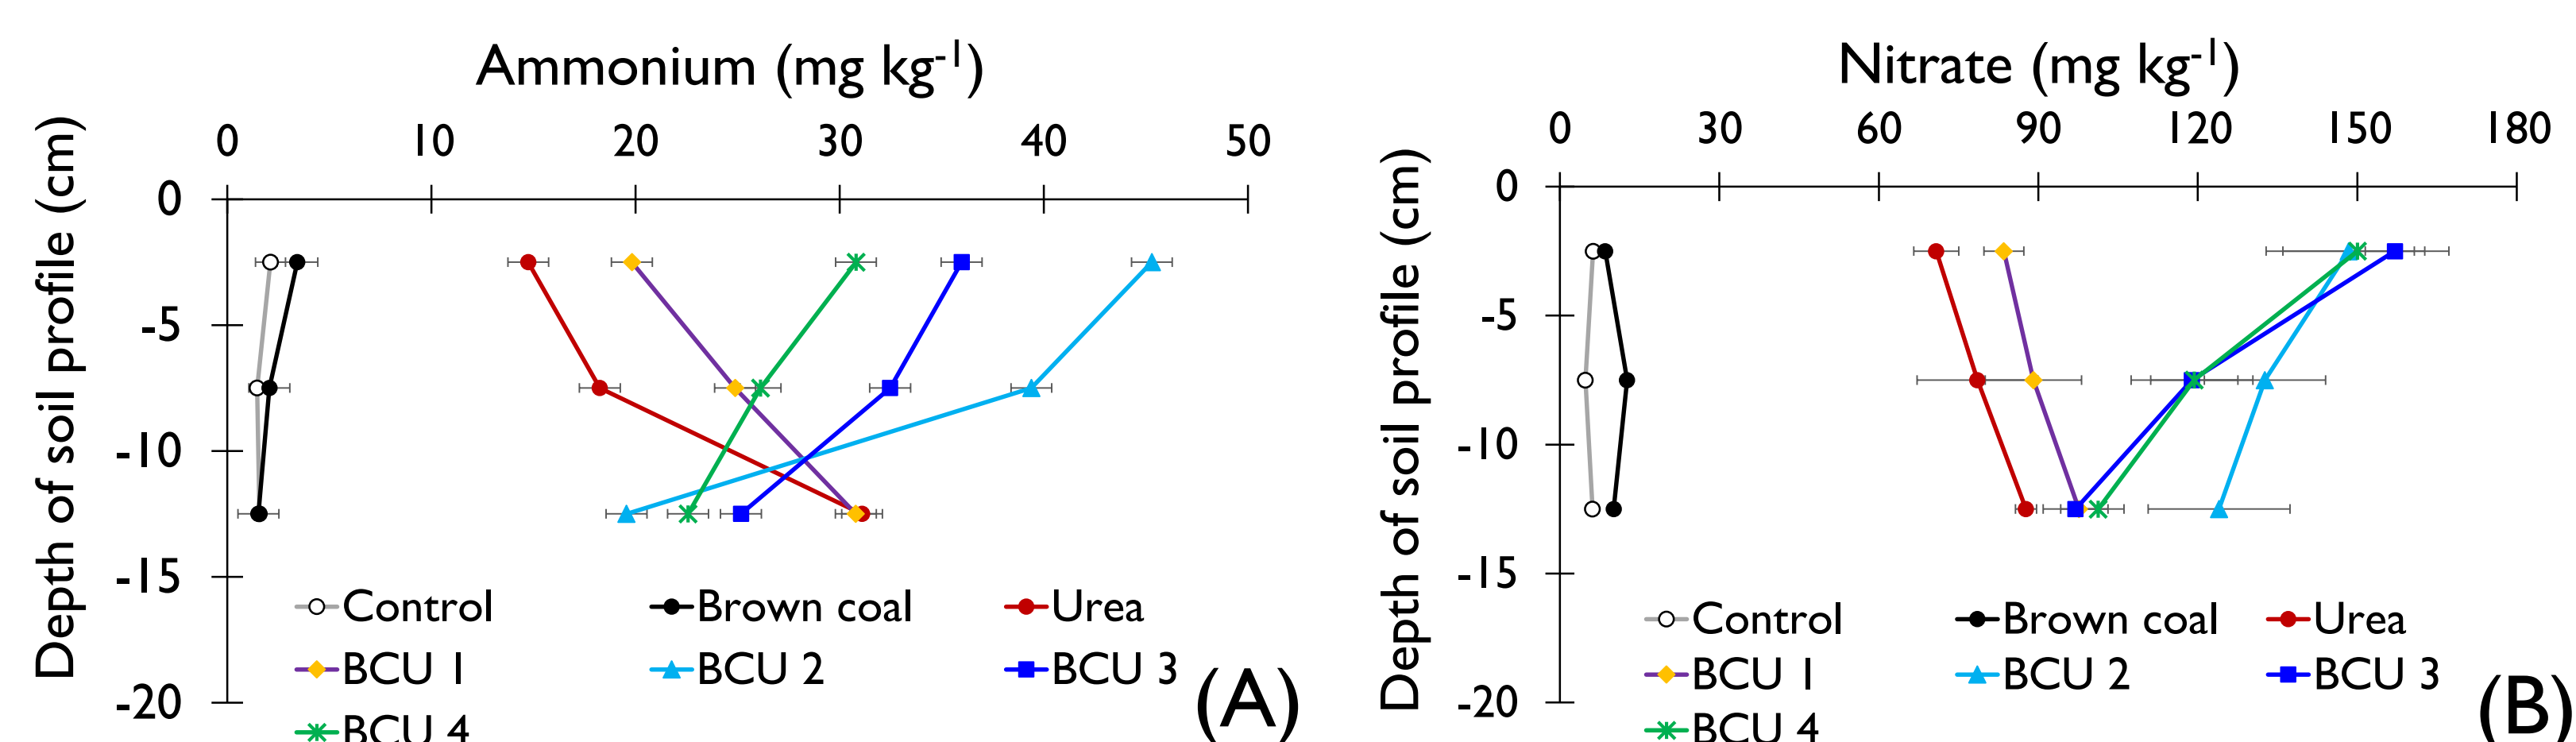 Ammonium (mg kg-1)
0 10 20 30 40 50
Depth of soil profile (cm)
0
-5
-10
-15
-20
Control Brown coal Urea
BCU 1 BCU 2 BCU 3
BCU 4
(A)
Nitrate (mg kg-1)
0 30 60 90 120 150 180
Depth of soil profile (cm)
0
-5
-10
-15
-20
Control Brown coal Urea
BCU 1 BCU 2 BCU 3
BCU 4
(B)